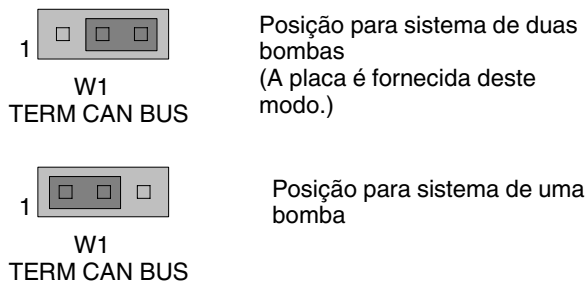 1
W1
TERM CAN BUS
Posição para sistema de duas
bombas
(A placa é fornecida deste
modo.)
1
W1
TERM CAN BUS
Posição para sistema de uma
bomba